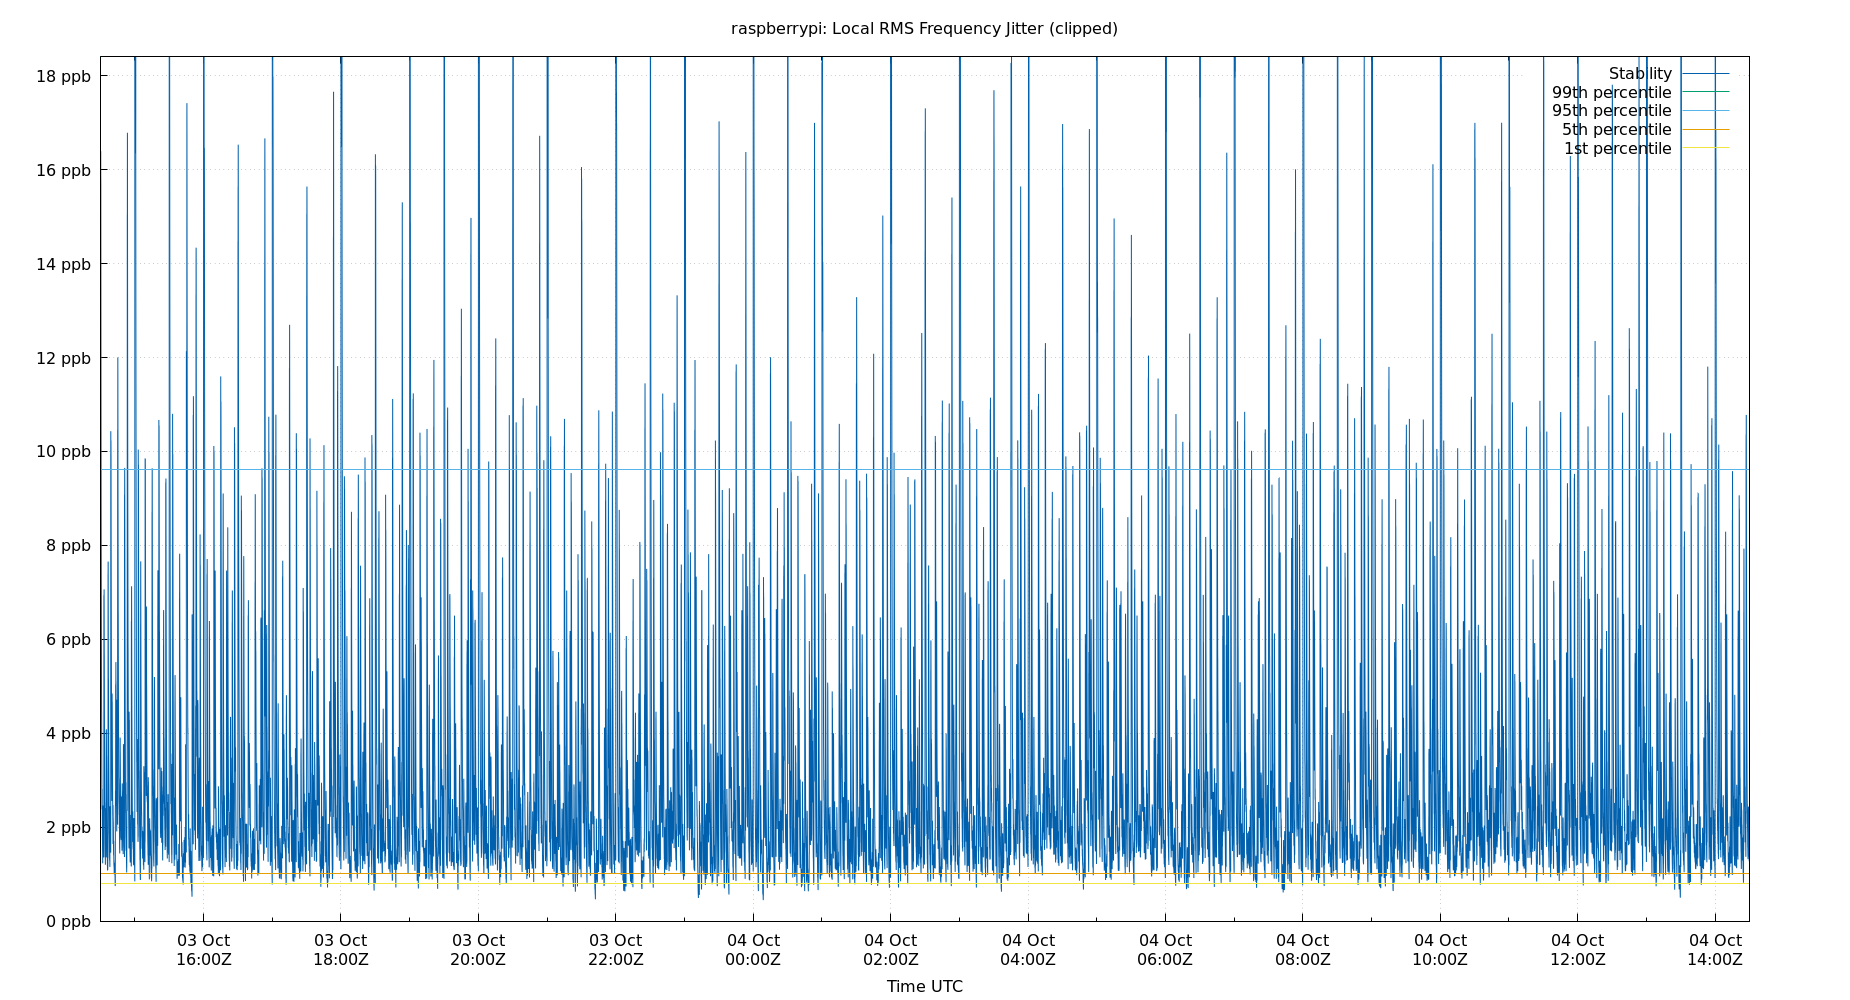 raspberrypi: Local RMS Frequency Jitter (clipped)
18 ppb
16 ppb
14 ppb
12 ppb
10 ppb
8 ppb
6 ppb
4 ppb
2 ppb
0 ppb
Stability
99th percentile
95th percentile
5th percentile
1st percentile
03 Oct
16:00Z
03 Oct
18:00Z
03 Oct
20:00Z
03 Oct
22:00Z
04 Oct
00:00Z
04 Oct
02:00Z
04 Oct
04:00Z
04 Oct
06:00Z
04 Oct
08:00Z
04 Oct
10:00Z
04 Oct
12:00Z
04 Oct
14:00Z
Time UTC